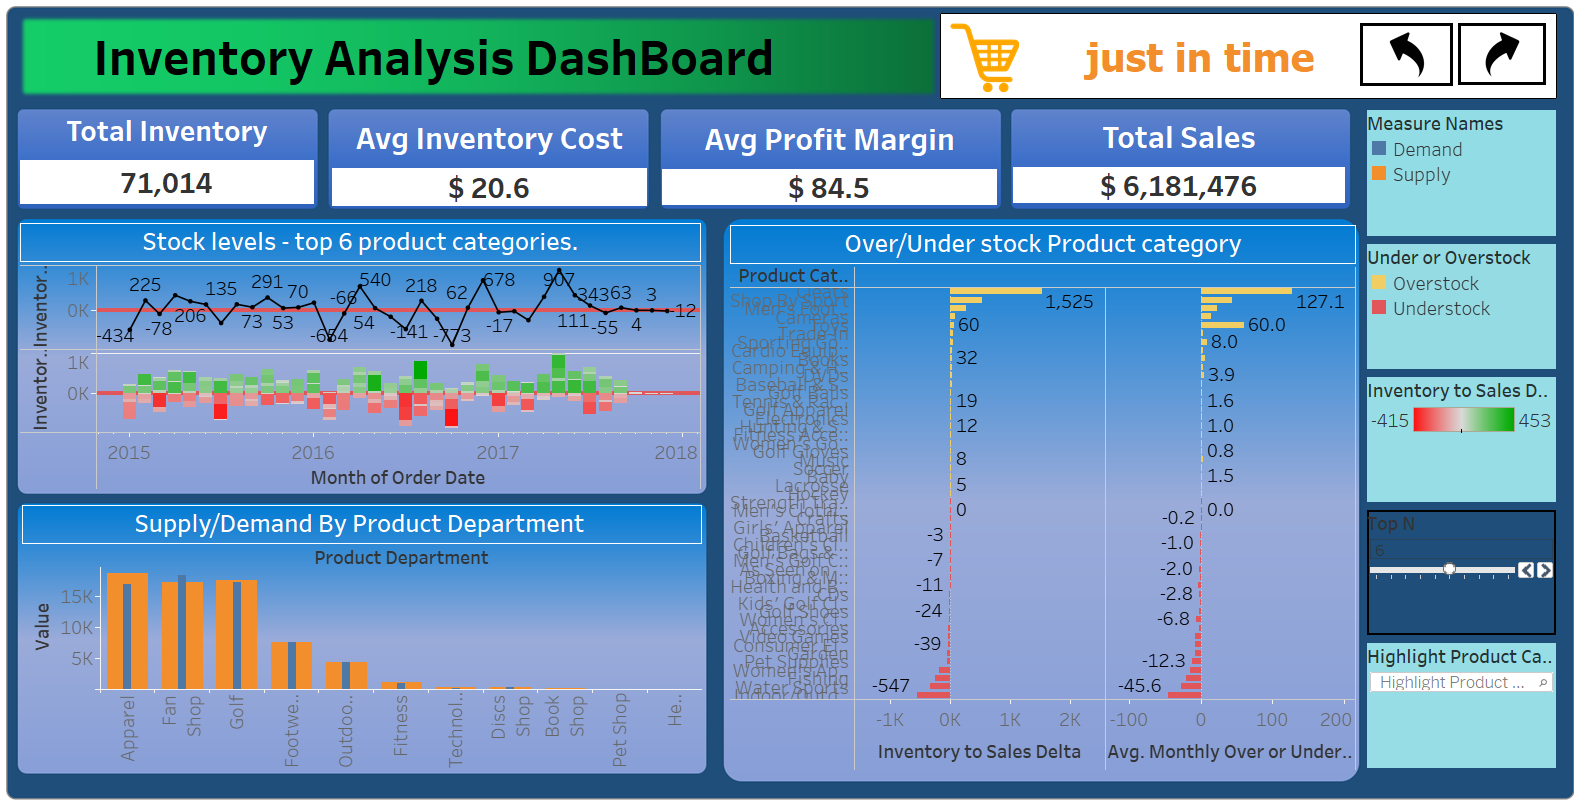 Inventory Analysis DashBoard
just in time
Total Inventory
71,014
Avg Inventory Cost
$ 20.6
Avg Profit Margin
$ 84.5
Total Sales
$ 6,181,476
Measure Names
Demand
Supply
Under or Overstock
Overstock
Understock
Inventory to Sales D..
-415
453
Top N
6
Highlight Product Ca..
Highlight Product ...
Stock levels - top 6 product categories.
Inventor..
1K
0K
-434
225
-78
206
135
73
291
53
70
-66
54
540
-141
218
62
-773
678
-17
907
111
343
-55
63
4
3
-12
Inventor..
1K
0K
2015
2016
2017
2018
Month of Order Date
Supply/Demand By Product Department
Product Department
Value
15K
10K
5K
Apparel
Fan Shop
Golf
Footwe..
Outdoo..
Fitness
Technol..
Discs Shop
Book Shop
Pet Shop
He..
Over/Under stock Product category
Product Cat..
Cleats
Shop By Sport
Men's Foot..
Cameras
Toys
Trade-In
Sporting Go..
Cardio Equip..
Books
Camping & H..
DVDs
Baseball & S..
Golf Balls
Tennis & Rac..
Golf Apparel
Electronics
Hunting & S..
Fitness Acce..
Women's Go..
Golf Gloves
Music
Soccer
Baby
Lacrosse
Hockey
Strength Tra..
Men's Clothi..
Crafts
Girls' Apparel
Basketball
Children's C..
Golf Bags & ..
Men's Golf C..
As Seen on ..
Boxing & M..
Health and B..
CDs
Kids' Golf Cl..
Golf Shoes
Women's Cl..
Accessories
Video Games
Consumer El..
Garden
Pet Supplies
Women's Ap..
Fishing
Water Sports
Indoor/Outd..
1,525
60
32
19
12
8
5
0
-3
-7
-11
-24
-39
-547
127.1
60.0
8.0
3.9
1.6
1.0
0.8
1.5
0.0
-0.2
-1.0
-2.0
-2.8
-6.8
-12.3
-45.6
-1K
0K
1K
2K
Inventory to Sales Delta
-100
0
100
200
Avg. Monthly Over or Under..